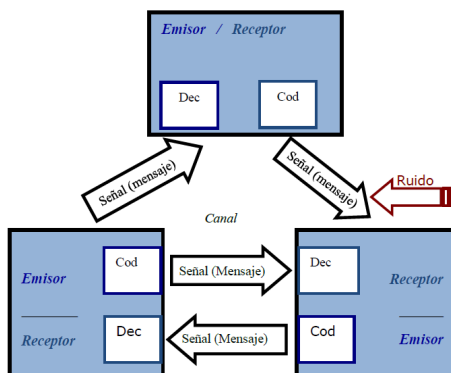 Emisor / Receptor
Dec
Cod
Señal (mensaje)
Señal (mensaje)
Ruido
Canal
Emisor
Cod
Señal (Mensaje)
Dec
Receptor
Receptor
Dec
Señal (Mensaje)
Cod
Emisor